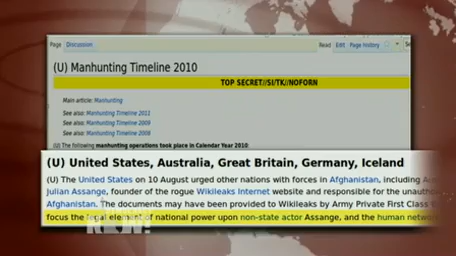 Page Discussion Read Edit Page history
(U) Manhunting Timeline 2010
TOP SECRET//SI/TK//NOFORN
Main article: Manhunting
See also: Manhunting Timeline 2011
See also: Manhunting Timeline 2009
See also: Manhunting Timeline 2008
(U) The following manhunting operations took place in Calendar Year 2010:
(U) United States, Australia, Great Britain, Germany, Iceland
(U) The United States on 10 August urged other nations with forces in Afghanistan, including
Julian Assange, founder of the rogue Wikileaks Internet website and responsible for the
Afghanistan. The documents may have been provided to Wikileaks by Army Private First Class
focus the legal element of national power upon non-state actor Assange, and the human
NOW!